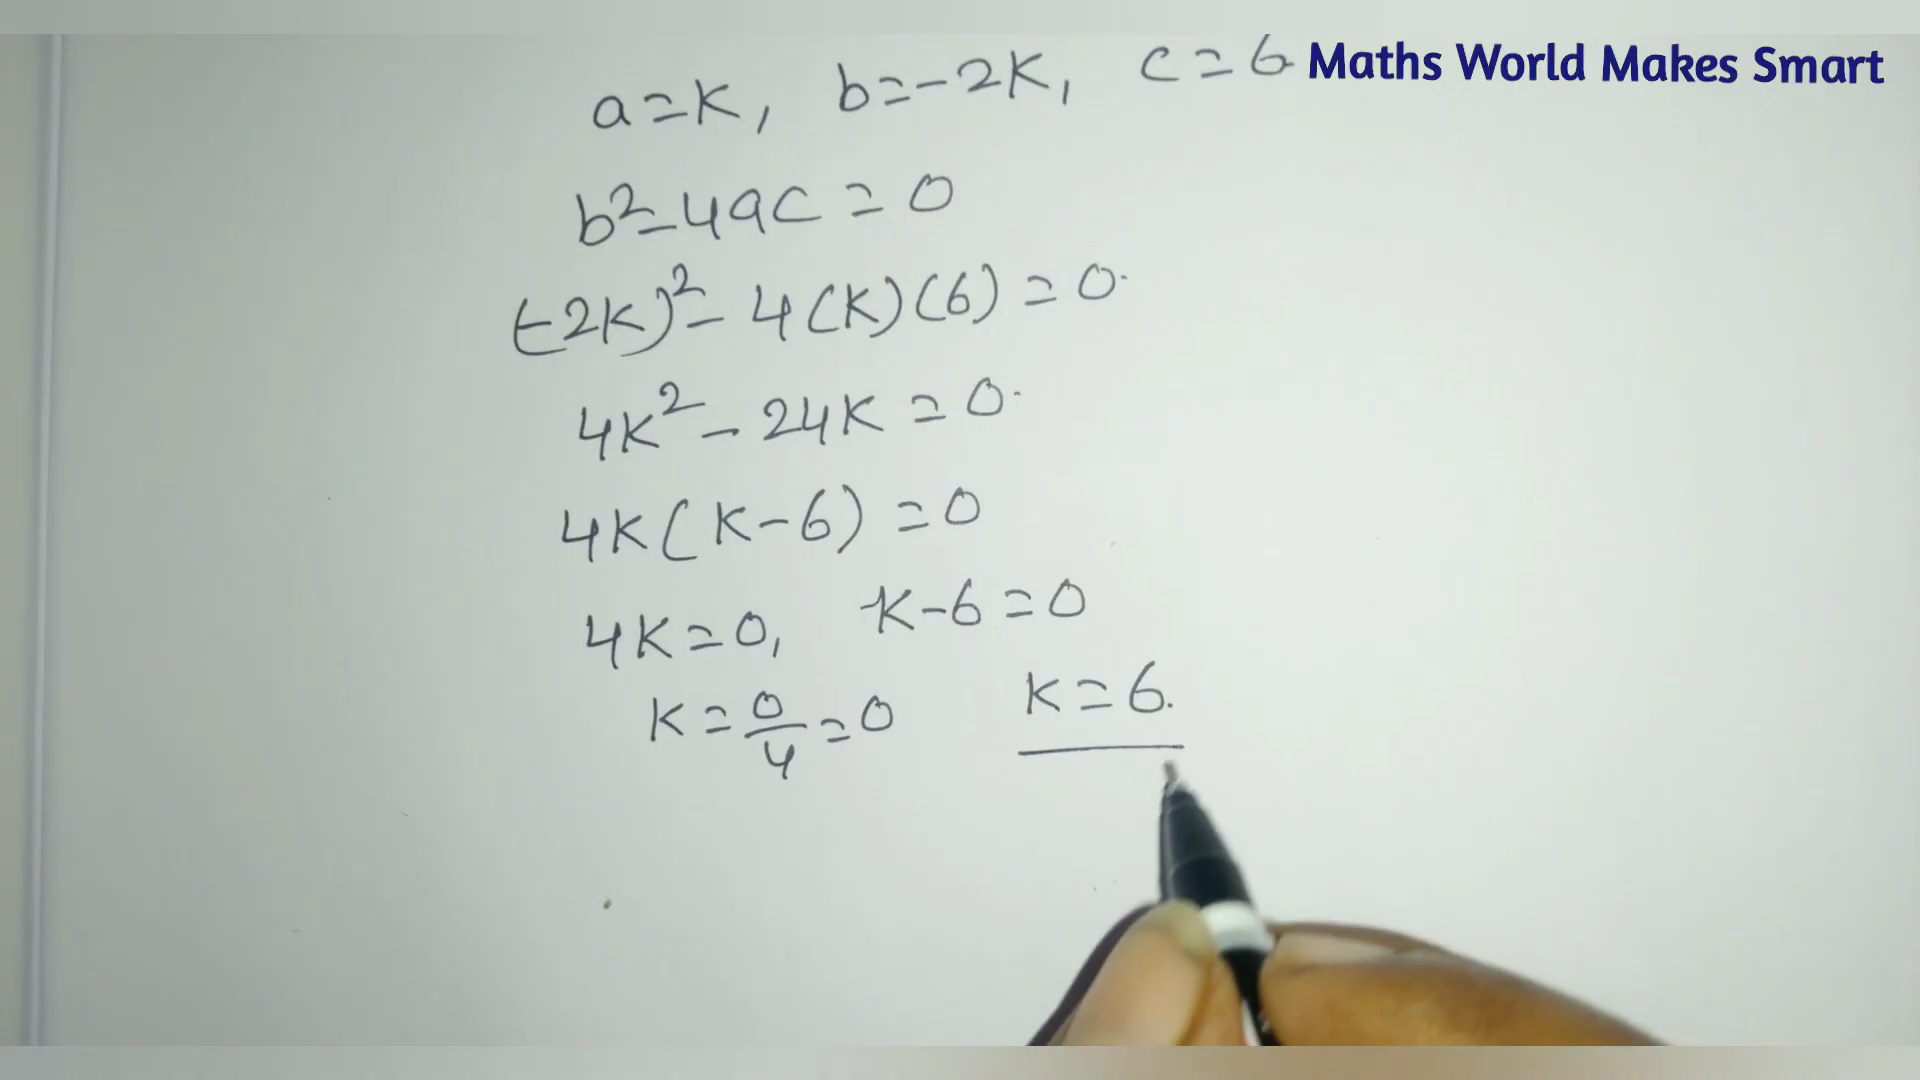 Maths World Makes Smart
a=k, b=-2k, c=6
b²-4ac=0
(-2k)²-4(k)(6)=0.
4k²-24k=0.
4k(k-6)=0
4k=0, k-6=0
k=0/4=0 k=6.